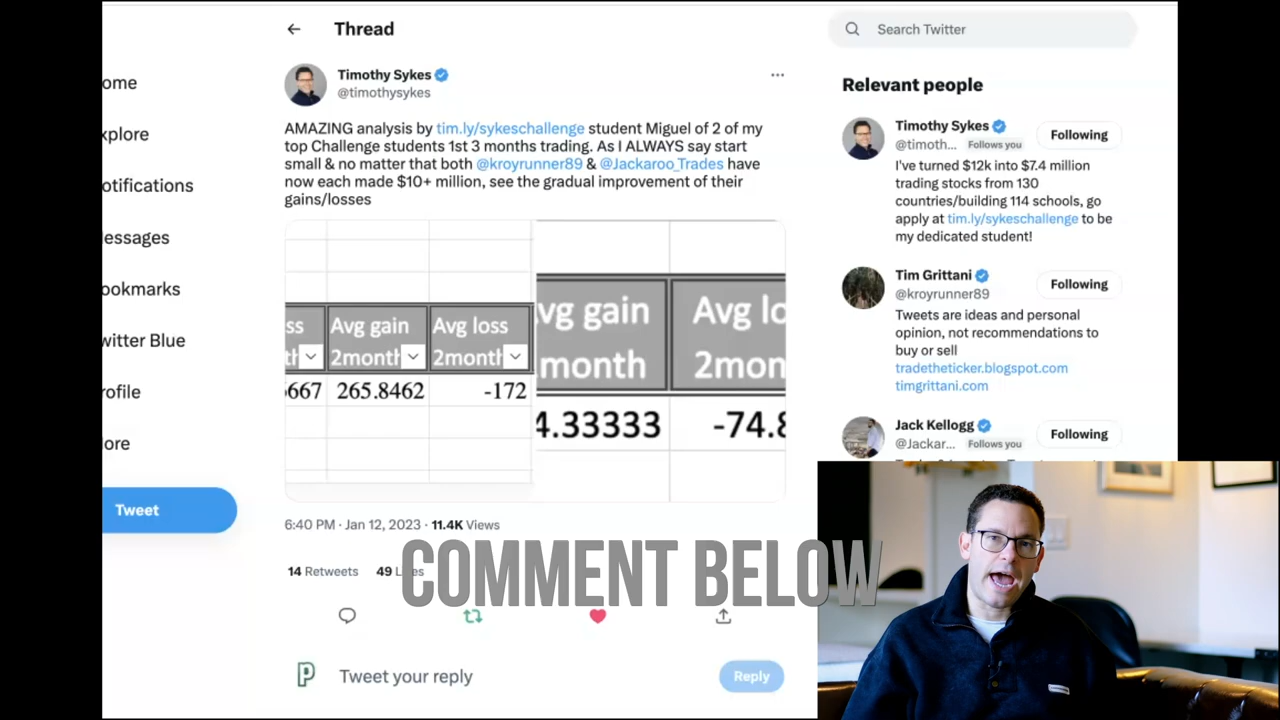 Thread
Search Twitter
ome
xplore
otifications
essages
ookmarks
witter Blue
rofile
ore
Tweet
Timothy Sykes
@timothysykes
AMAZING analysis by tim.ly/sykeschallenge student Miguel of 2 of my
top Challenge students 1st 3 months trading. As I ALWAYS say start
small & no matter that both @kroyrunner89 & @Jackaroo_Trades have
now each made $10+ million, see the gradual improvement of their
gains/losses
ss Avg gain Avg loss
th 2month 2month
667 265.8462 -172
vg gain Avg lo
month 2mon
4.33333 -74.8
6:40 PM · Jan 12, 2023 · 11.4K Views
14 Retweets 49 Likes
COMMENT BELOW
Tweet your reply
Reply
Relevant people
Timothy Sykes
@timoth... Follows you
Following
I've turned $12k into $7.4 million
trading stocks from 130
countries/building 114 schools, go
apply at tim.ly/sykeschallenge to be
my dedicated student!
Tim Grittani
@kroyrunner89
Following
Tweets are ideas and personal
opinion, not recommendations to
buy or sell
tradetheticker.blogspot.com
timgrittani.com
Jack Kellogg
@Jackar... Follows you
Following